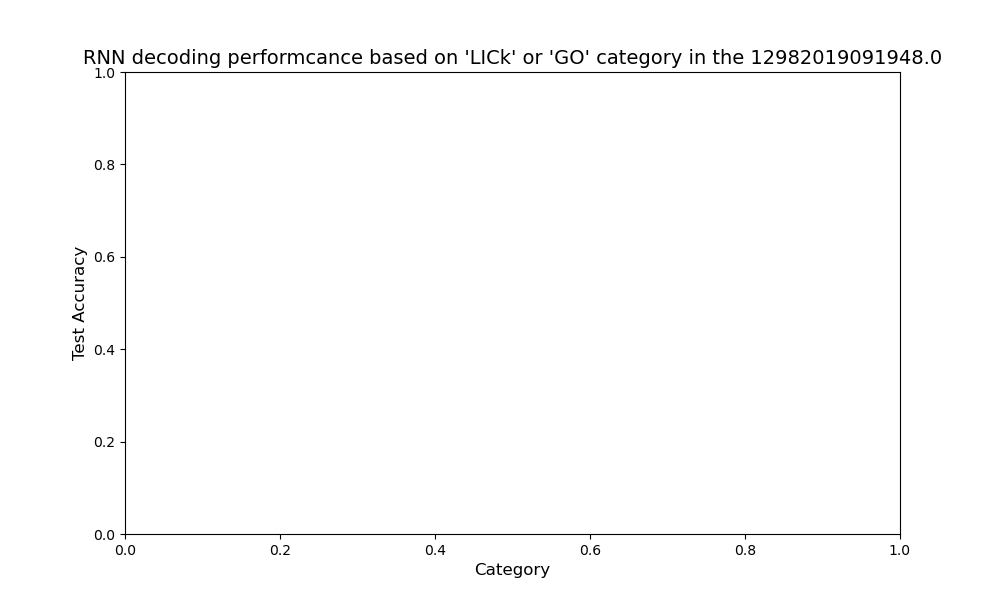 RNN decoding performcance based on 'LICk' or 'GO' category in the 12982019091948.0
1.0
0.8
0.6
0.4
0.2
0.0
Test Accuracy
0.0 0.2 0.4 0.6 0.8 1.0
Category